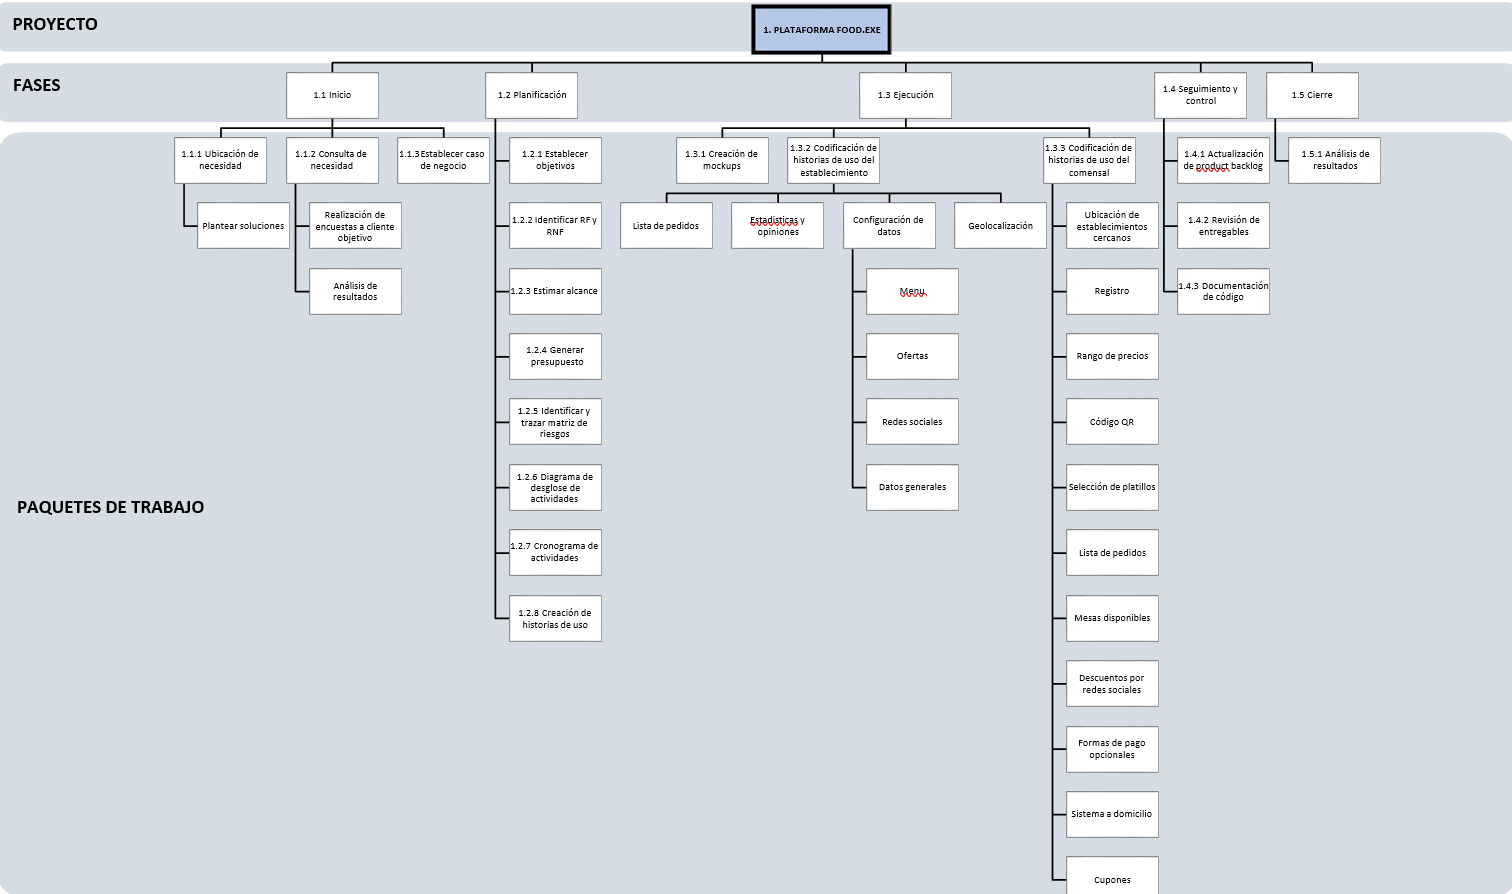 PROYECTO
1. PLATAFORMA FOOD.EXE
FASES
1.1 Inicio
1.2 Planificación
1.3 Ejecución
1.4 Seguimiento y
control
1.5 Cierre
PAQUETES DE TRABAJO
1.1.1 Ubicación de
necesidad
Plantear soluciones
1.1.2 Consulta de
necesidad
Realización de
encuestas a cliente
objetivo
Análisis de
resultados
1.1.3Establecer caso
de negocio
1.2.1 Establecer
objetivos
1.2.2 Identificar RF y
RNF
1.2.3 Estimar alcance
1.2.4 Generar
presupuesto
1.2.5 Identificar y
trazar matriz de
riesgos
1.2.6 Diagrama de
desglose de
actividades
1.2.7 Cronograma de
actividades
1.2.8 Creación de
historias de uso
1.3.1 Creación de
mockups
1.3.2 Codificación de
historias de uso del
establecimiento
Lista de pedidos
Estadisticas y
opiniones
Configuración de
datos
Menu
Ofertas
Redes sociales
Datos generales
Geolocalización
1.3.3 Codificación de
historias de uso del
comensal
Ubicación de
establecimientos
cercanos
Registro
Rango de precios
Código QR
Selección de platillos
Lista de pedidos
Mesas disponibles
Descuentos por
redes sociales
Formas de pago
opcionales
Sistema a domicilio
Cupones
1.4.1 Actualización
de product backlog
1.4.2 Revisión de
entregables
1.4.3 Documentación
de código
1.5.1 Análisis de
resultados